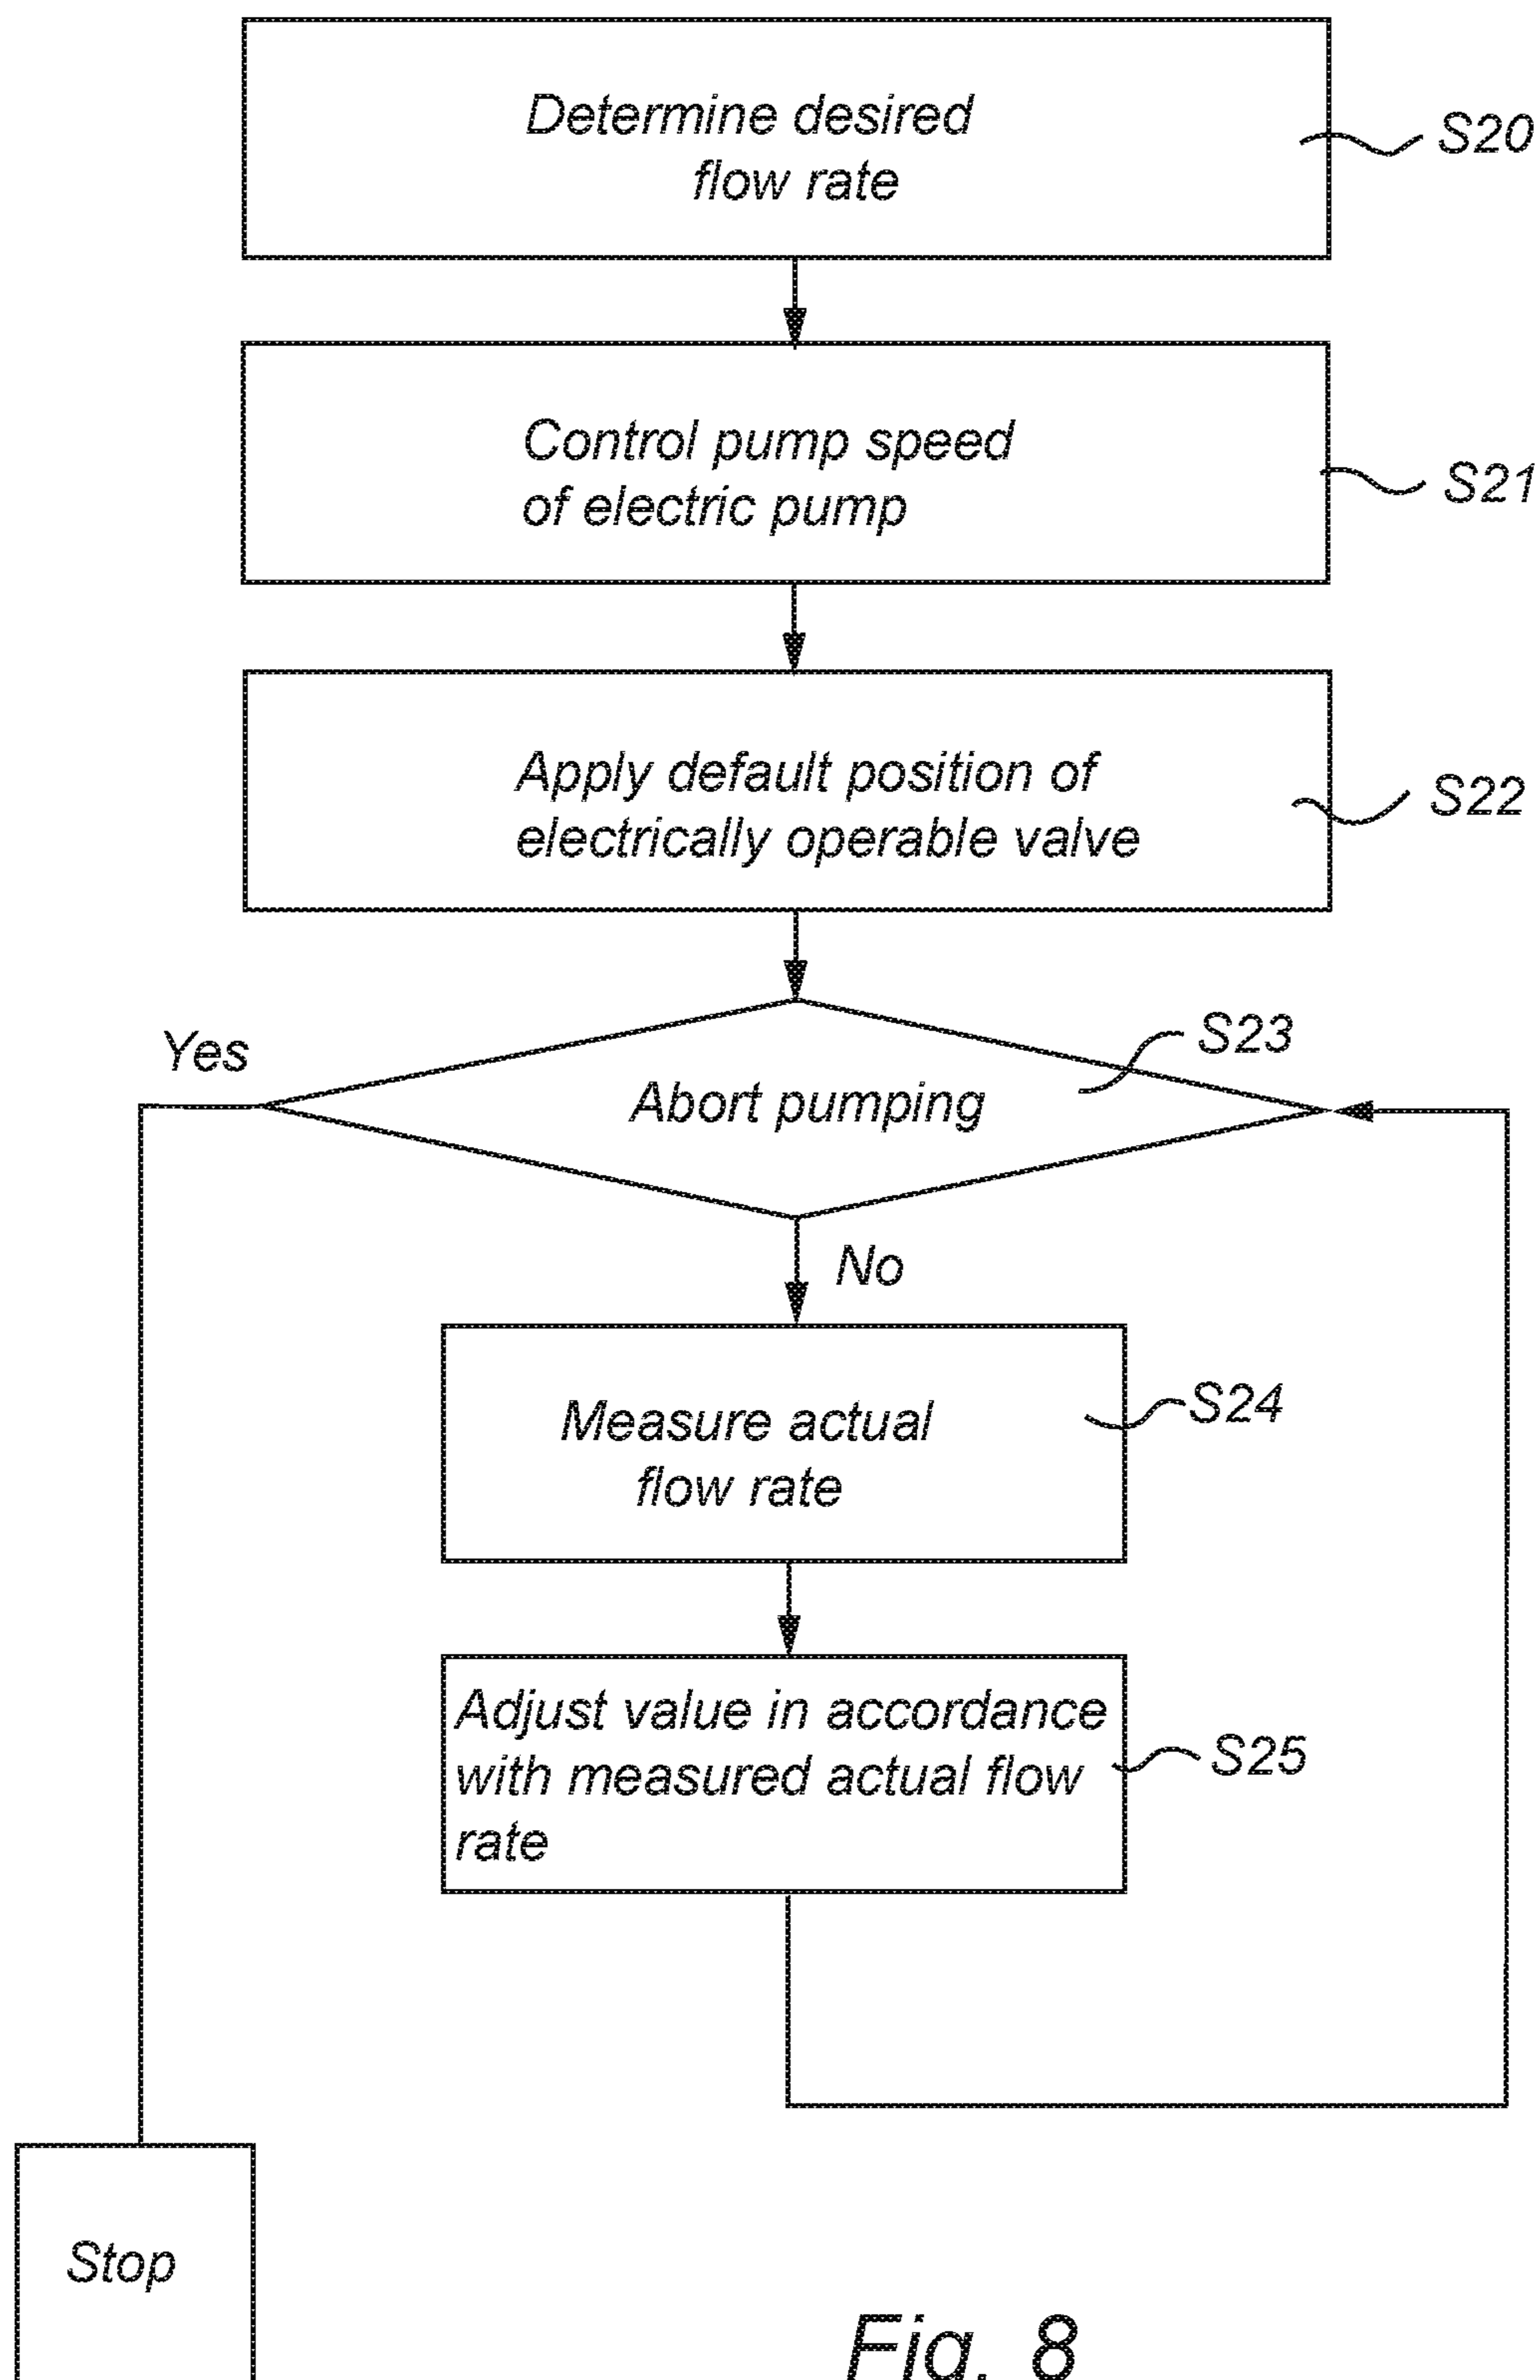 Determine desired
flow rate
S20
Control pump speed
of electric pump
S21
Apply default position of
electrically operable valve
S22
Yes
S23
Abort pumping
No
Measure actual
flow rate
S24
Adjust value in accordance
with measured actual flow
rate
S25
Stop
Fig. 8